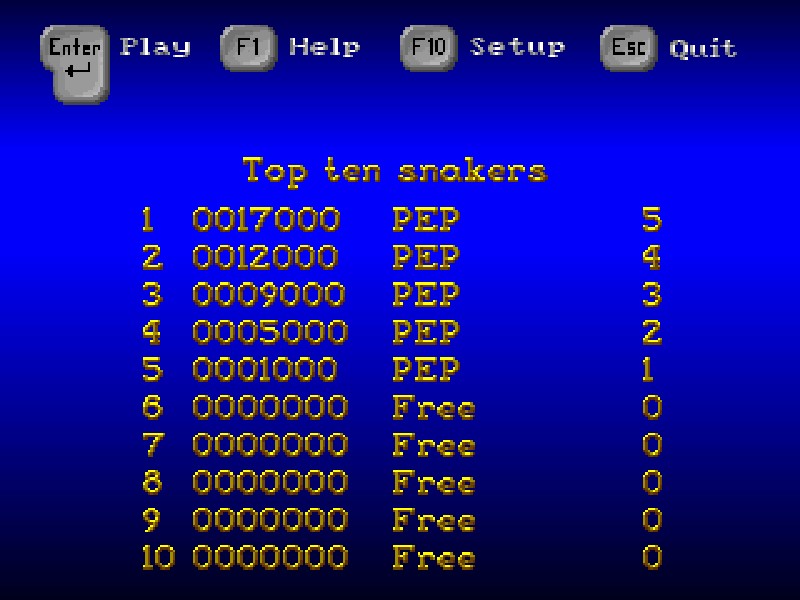 Enter Play F1 Help F10 Setup Esc Quit
Top ten snakers
1 0017000 PEP 5
2 0012000 PEP 4
3 0009000 PEP 3
4 0005000 PEP 2
5 0001000 PEP 1
6 0000000 Free 0
7 0000000 Free 0
8 0000000 Free 0
9 0000000 Free 0
10 0000000 Free 0